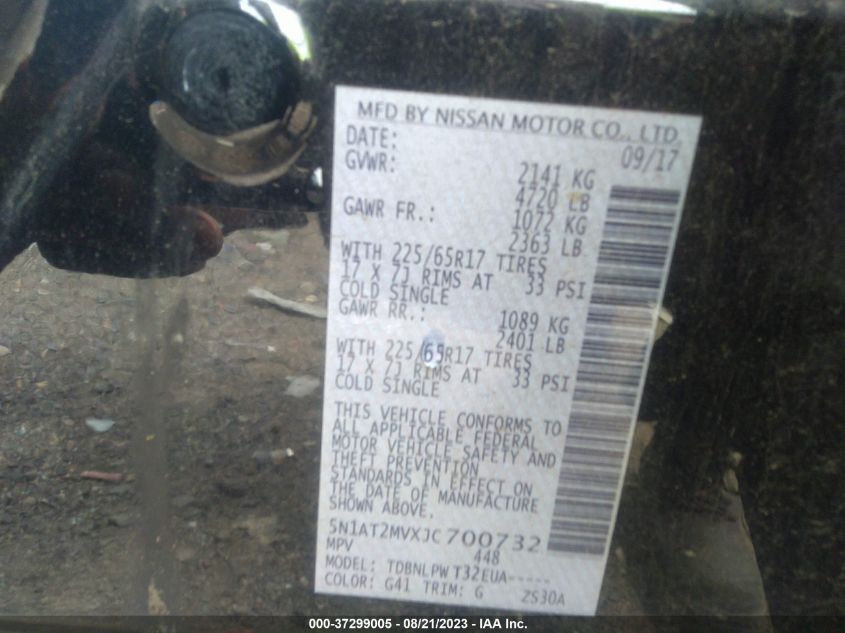 MFD BY NISSAN MOTOR CO., LTD.
DATE: 09/17
GVWR: 2141 KG
4720 LB
GAWR FR.: 1072 KG
2363 LB
WITH 225/65R17 TIRES
17 X 7J RIMS AT 33 PSI
COLD SINGLE
GAWR RR.: 1089 KG
2401 LB
WITH 225/65R17 TIRES
17 X 7J RIMS AT 33 PSI
COLD SINGLE
THIS VEHICLE CONFORMS TO
ALL APPLICABLE FEDERAL
MOTOR VEHICLE SAFETY AND
THEFT PREVENTION
STANDARDS IN EFFECT ON
THE DATE OF MANUFACTURE
SHOWN ABOVE.
5N1AT2MVXJC700732
MPV 448
MODEL: TDBNLPW T32EUA-----
COLOR: G41 TRIM: G ZS30A
000-37299005 - 08/21/2023 - IAA Inc.